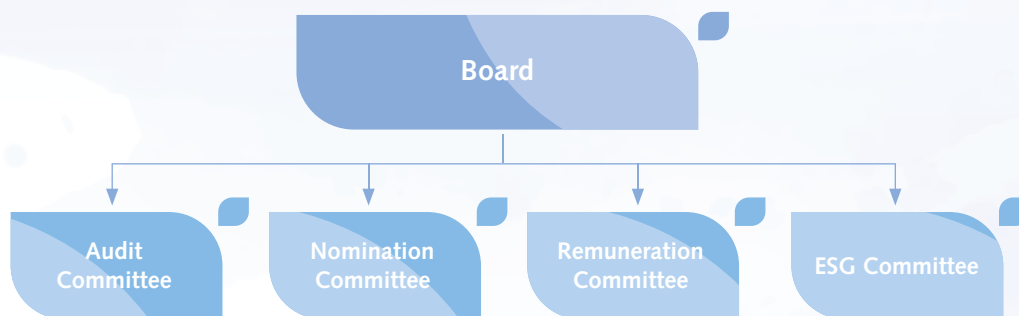 Board
Audit
Committee
Nomination
Committee
Remuneration
Committee
ESG Committee